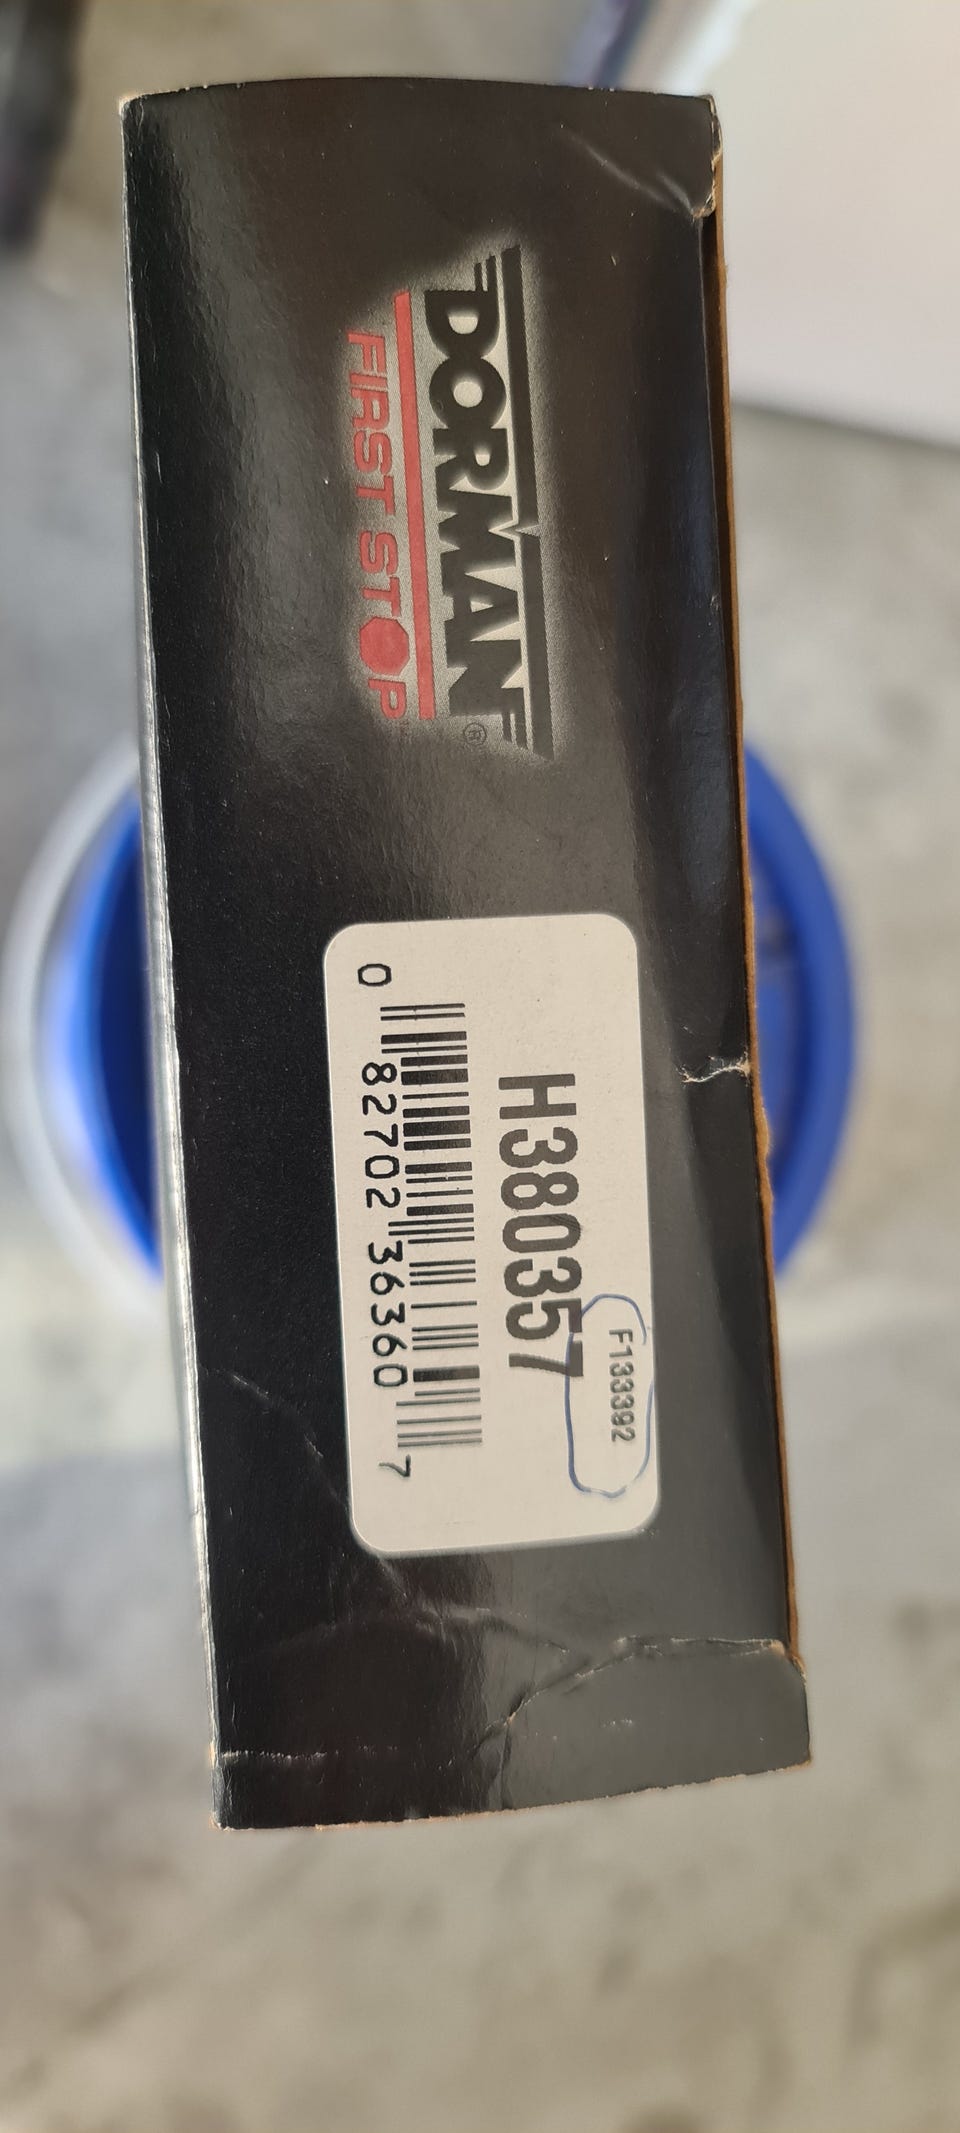 DORMAN®
FIRST STOP
F133392
H380357
0 82702 36360 7